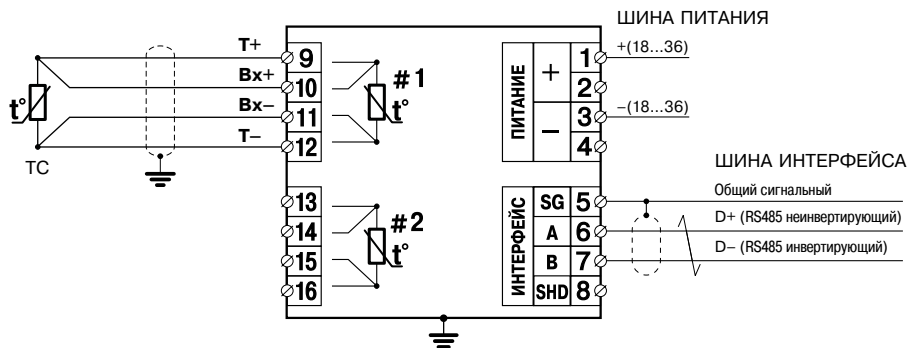 ШИНА ПИТАНИЯ
T+
9
1
+(18...36)
Вх+
10
#1
ПИТАНИЕ
+
2
t°
t°
Вх−
11
−
3
−(18...36)
T−
12
4
ТС
ШИНА ИНТЕРФЕЙСА
13
ИНТЕРФЕЙС
SG
5
Общий сигнальный
14
#2
A
6
D+ (RS485 неинвертирующий)
t°
15
B
7
D− (RS485 инвертирующий)
16
SHD
8